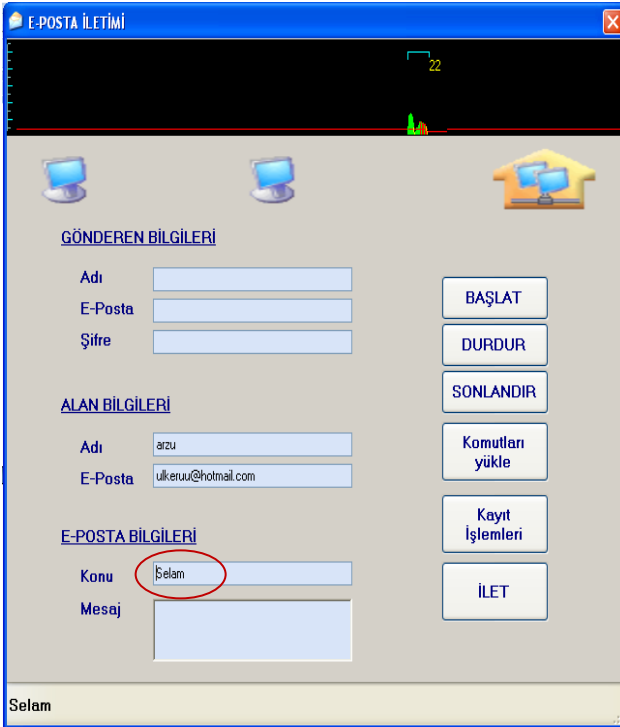 E-POSTA İLETİMİ
22
GÖNDEREN BİLGİLERİ
Adı
E-Posta
Şifre
BAŞLAT
DURDUR
SONLANDIR
ALAN BİLGİLERİ
Adı arzu
E-Posta ulkeruu@hotmail.com
Komutları
yükle
Kayıt
İşlemleri
E-POSTA BİLGİLERİ
Konu Selam
Mesaj
İLET
Selam